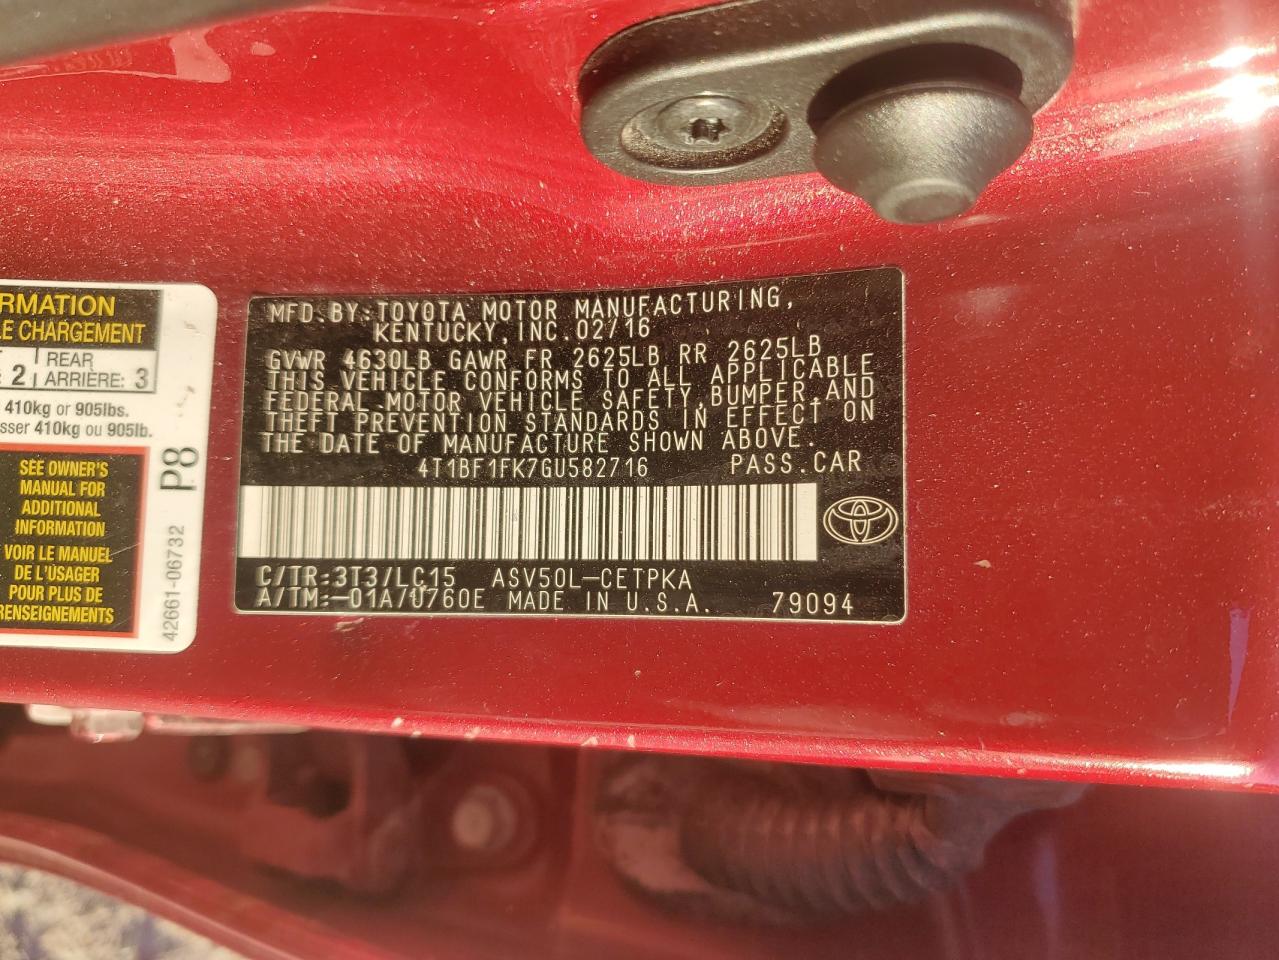 RMATION
E CHARGEMENT
2 REAR ARRIÈRE: 3
410kg or 905lbs.
sser 410kg ou 905lb.
SEE OWNER'S
MANUAL FOR
ADDITIONAL
INFORMATION
VOIR LE MANUEL
DE L'ÚSAGER
POUR PLUS DE
RENSEIGNEMENTS
P8
42661-06732
MFD.BY:TOYOTA MOTOR MANUFACTURING,
KENTUCKY,INC.02/16
GVWR 4630LB GAWR FR 2625LB RR 2625LB
THIS VEHICLE CONFORMS TO ALL APPLICABLE
FEDERAL MOTOR VEHICLE SAFETY,BUMPER,AND
THEFT PREVENTION STANDARDS IN EFFECT ON
THE DATE OF MANUFACTURE SHOWN ABOVE.
4T1BF1FK7GU582716 PASS.CAR
C/TR:3T3/LC15 ASV50L-CETPKA
A/TM:-01A/U760E MADE IN U.S.A. 79094